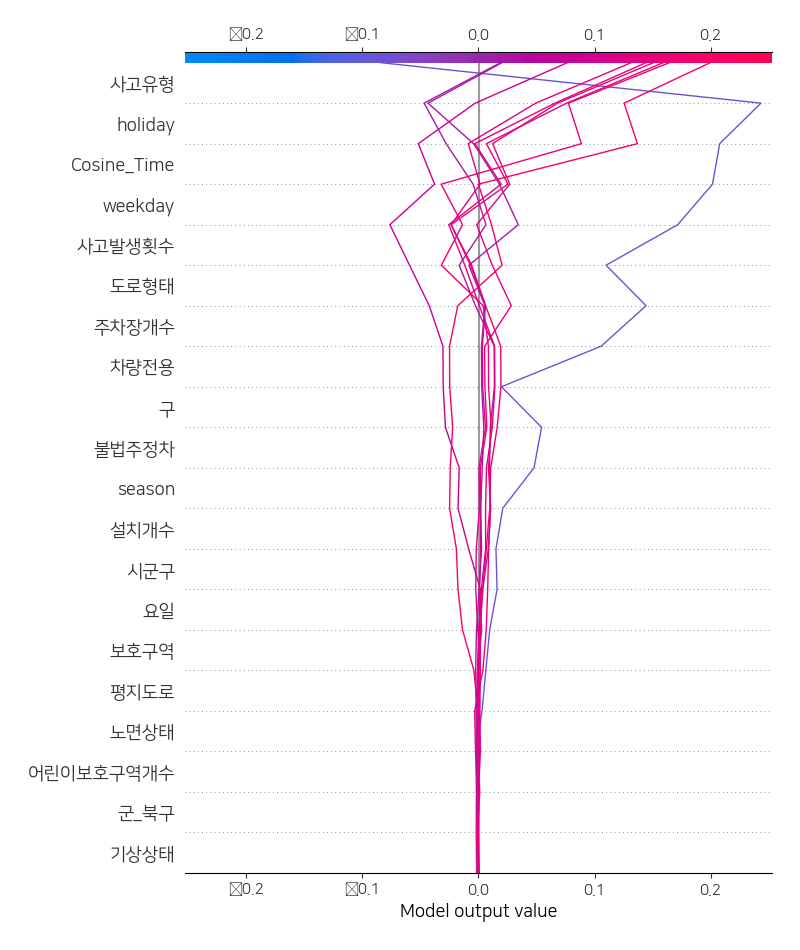 0.2 0.1 0.0 0.1 0.2
사고유형
holiday
Cosine_Time
weekday
사고발생횟수
도로형태
주차장개수
차량전용
구
불법주정차
season
설치개수
시군구
요일
보호구역
평지도로
노면상태
어린이보호구역개수
군_북구
기상상태
0.2 0.1 0.0 0.1 0.2
Model output value